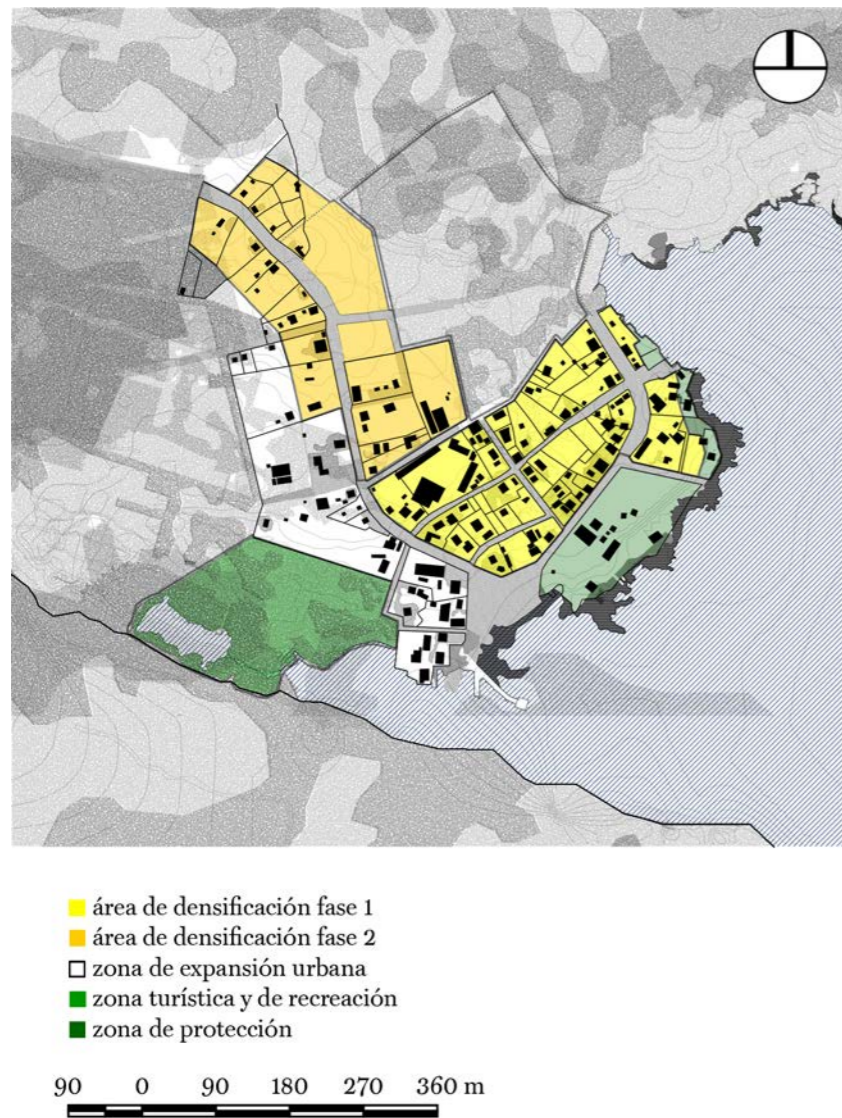 área de densificación fase 1
área de densificación fase 2
zona de expansión urbana
zona turística y de recreación
zona de protección
90 0 90 180 270 360 m